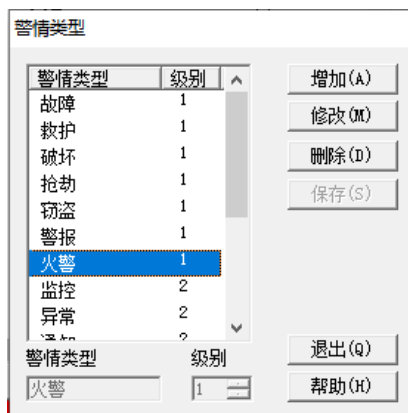 警情类型
警情类型 级别
故障 1
救护 1
破坏 1
抢劫 1
窃盗 1
警报 1
火警 1
监控 2
异常 2
增加(A)
修改(M)
删除(D)
保存(S)
警情类型 级别
火警 1
退出(Q)
帮助(H)